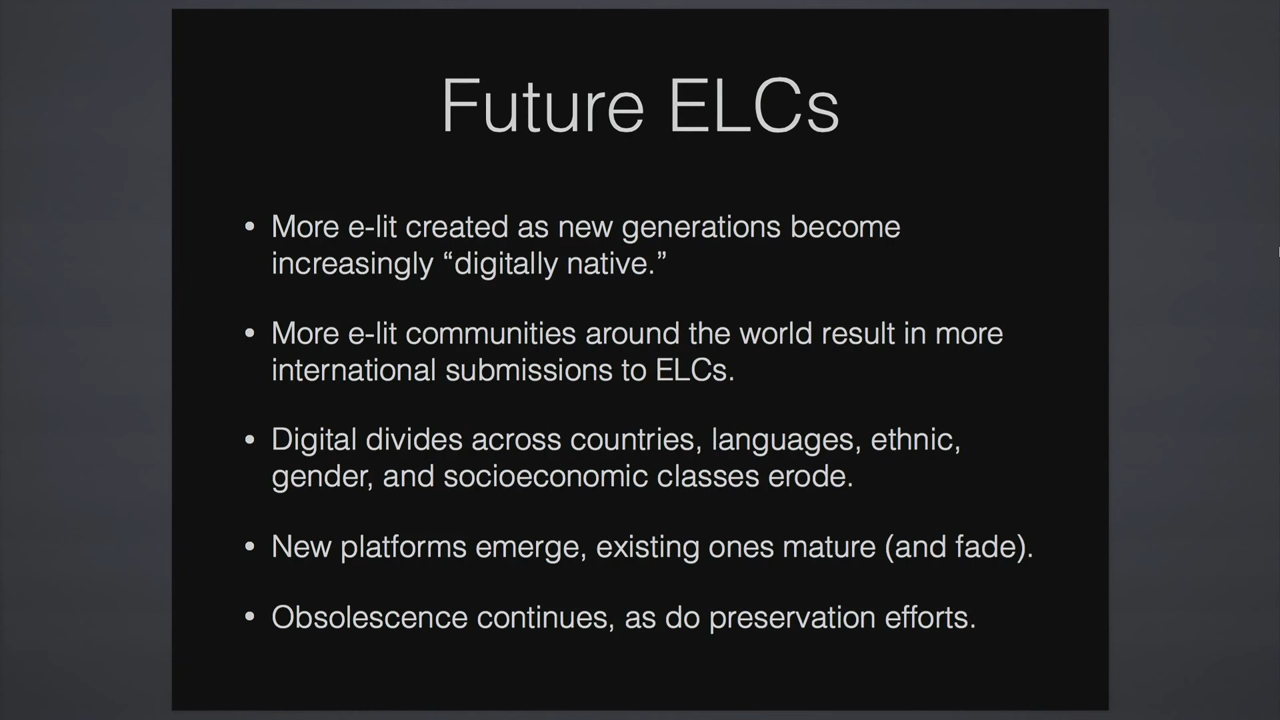 Future ELCs
• More e-lit created as new generations become
increasingly “digitally native.”
• More e-lit communities around the world result in more
international submissions to ELCs.
• Digital divides across countries, languages, ethnic,
gender, and socioeconomic classes erode.
• New platforms emerge, existing ones mature (and fade).
• Obsolescence continues, as do preservation efforts.